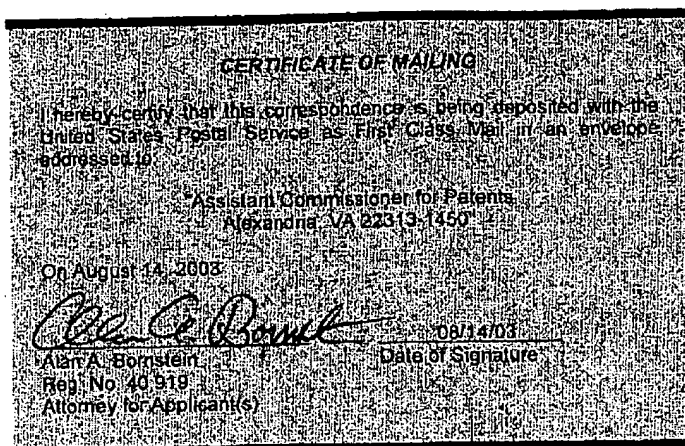 CERTIFICATE OF MAILING
I hereby certify that this correspondence is being deposited with the
United States Postal Service as First Class Mail in an envelope
addressed to:
"Assistant Commissioner for Patents
Alexandria, VA 22313-1450"
On August 14, 2003
Alan A. Bornstein
08/14/03
Alan A. Bornstein
Date of Signature
Reg. No. 40,919
Attorney for Applicant(s)